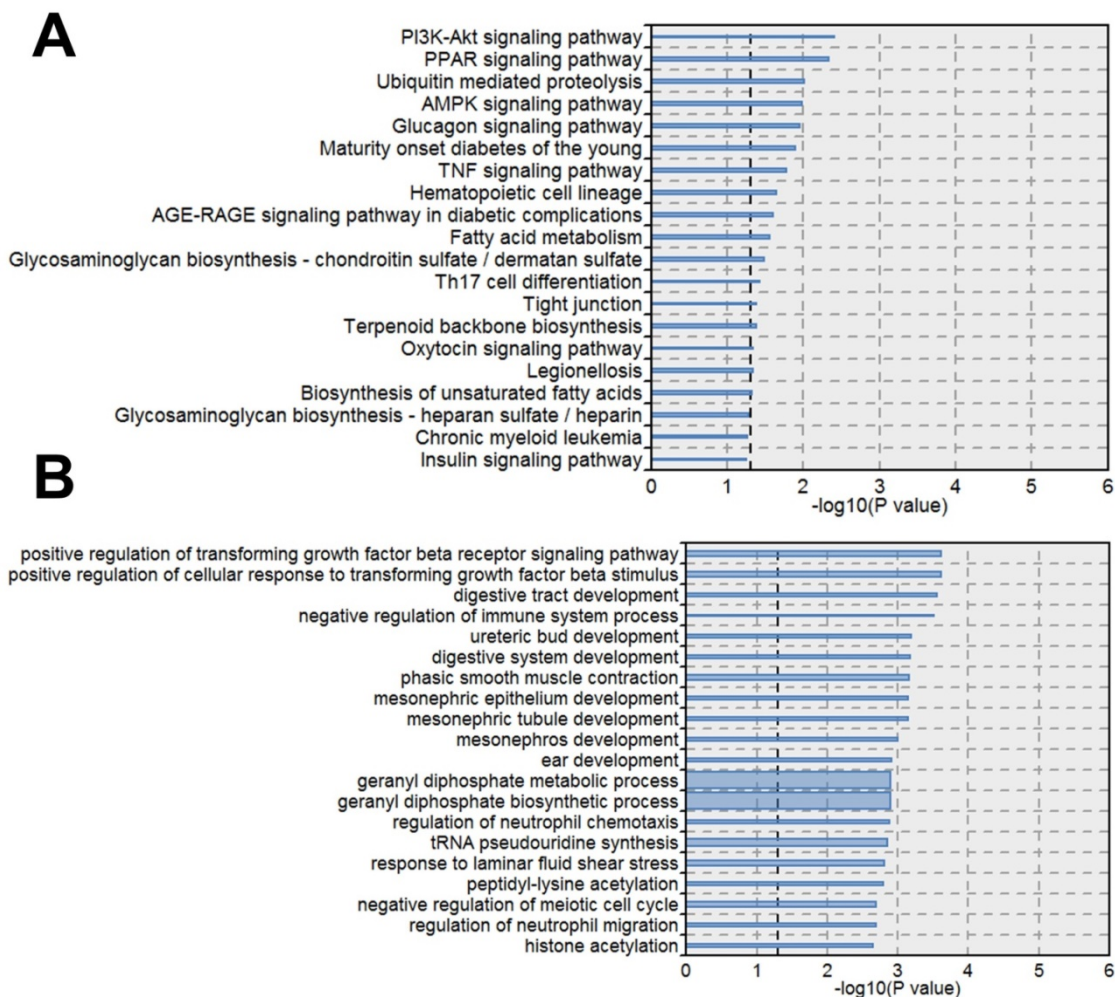 A
PI3K-Akt signaling pathway
PPAR signaling pathway
Ubiquitin mediated proteolysis
AMPK signaling pathway
Glucagon signaling pathway
Maturity onset diabetes of the young
TNF signaling pathway
Hematopoietic cell lineage
AGE-RAGE signaling pathway in diabetic complications
Fatty acid metabolism
Glycosaminoglycan biosynthesis - chondroitin sulfate / dermatan sulfate
Th17 cell differentiation
Tight junction
Terpenoid backbone biosynthesis
Oxytocin signaling pathway
Legionellosis
Biosynthesis of unsaturated fatty acids
Glycosaminoglycan biosynthesis - heparan sulfate / heparin
Chronic myeloid leukemia
Insulin signaling pathway
0 1 2 3 4 5 6
-log10(P value)
B
positive regulation of transforming growth factor beta receptor signaling pathway
positive regulation of cellular response to transforming growth factor beta stimulus
digestive tract development
negative regulation of immune system process
ureteric bud development
digestive system development
phasic smooth muscle contraction
mesonephric epithelium development
mesonephric tubule development
mesonephros development
ear development
geranyl diphosphate metabolic process
geranyl diphosphate biosynthetic process
regulation of neutrophil chemotaxis
tRNA pseudouridine synthesis
response to laminar fluid shear stress
peptidyl-lysine acetylation
negative regulation of meiotic cell cycle
regulation of neutrophil migration
histone acetylation
0 1 2 3 4 5 6
-log10(P value)